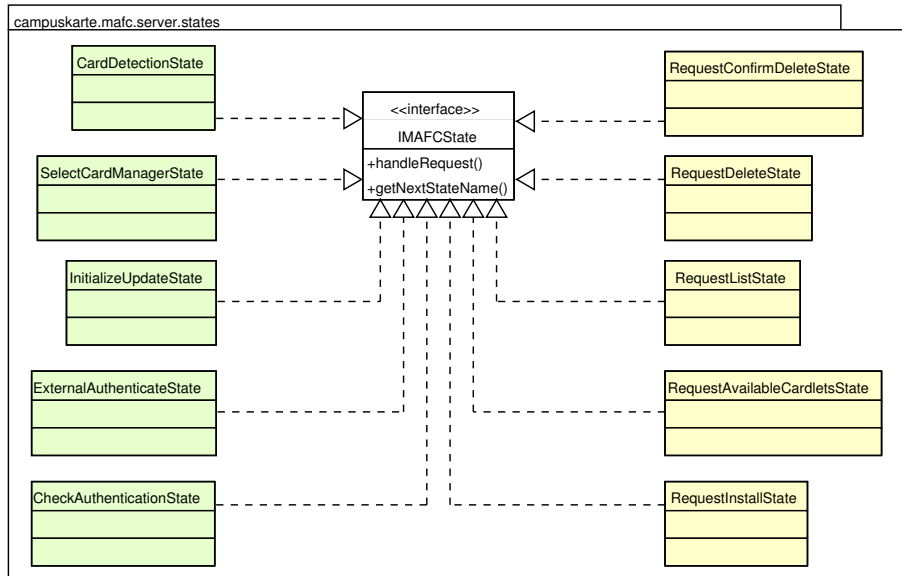 campuskarte.mafc.server.states
CardDetectionState
SelectCardManagerState
InitializeUpdateState
ExternalAuthenticateState
CheckAuthenticationState
<<interface>>
IMAFCState
+handleRequest()
+getNextStateName()
RequestConfirmDeleteState
RequestDeleteState
RequestListState
RequestAvailableCardletsState
RequestInstallState